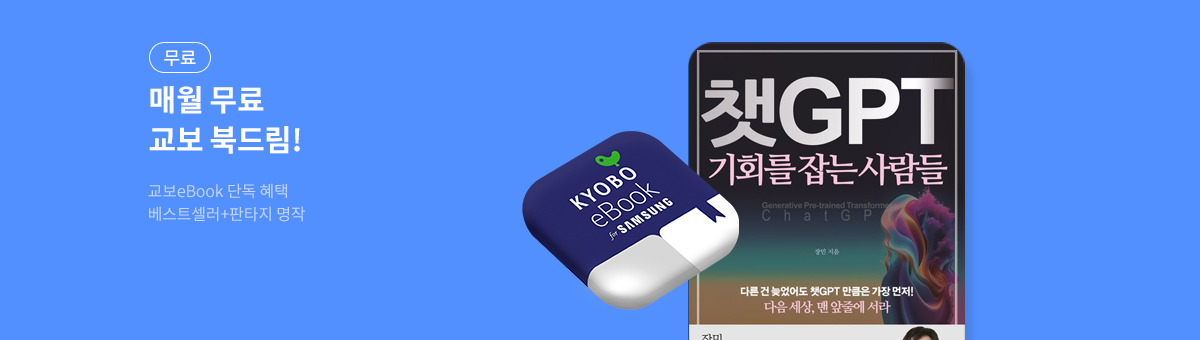 무료
매월 무료
교보 북드림!
교보eBook 단독 혜택
베스트셀러+판타지 명작
KYOBO
eBook
for SAMSUNG
챗GPT
기회를 잡는 사람들
Generative Pre-trained Transformer
ChatGP
장민 지음
다른 건 늦었어도 챗GPT 만큼은 가장 먼저!
다음 세상, 맨 앞줄에 서라